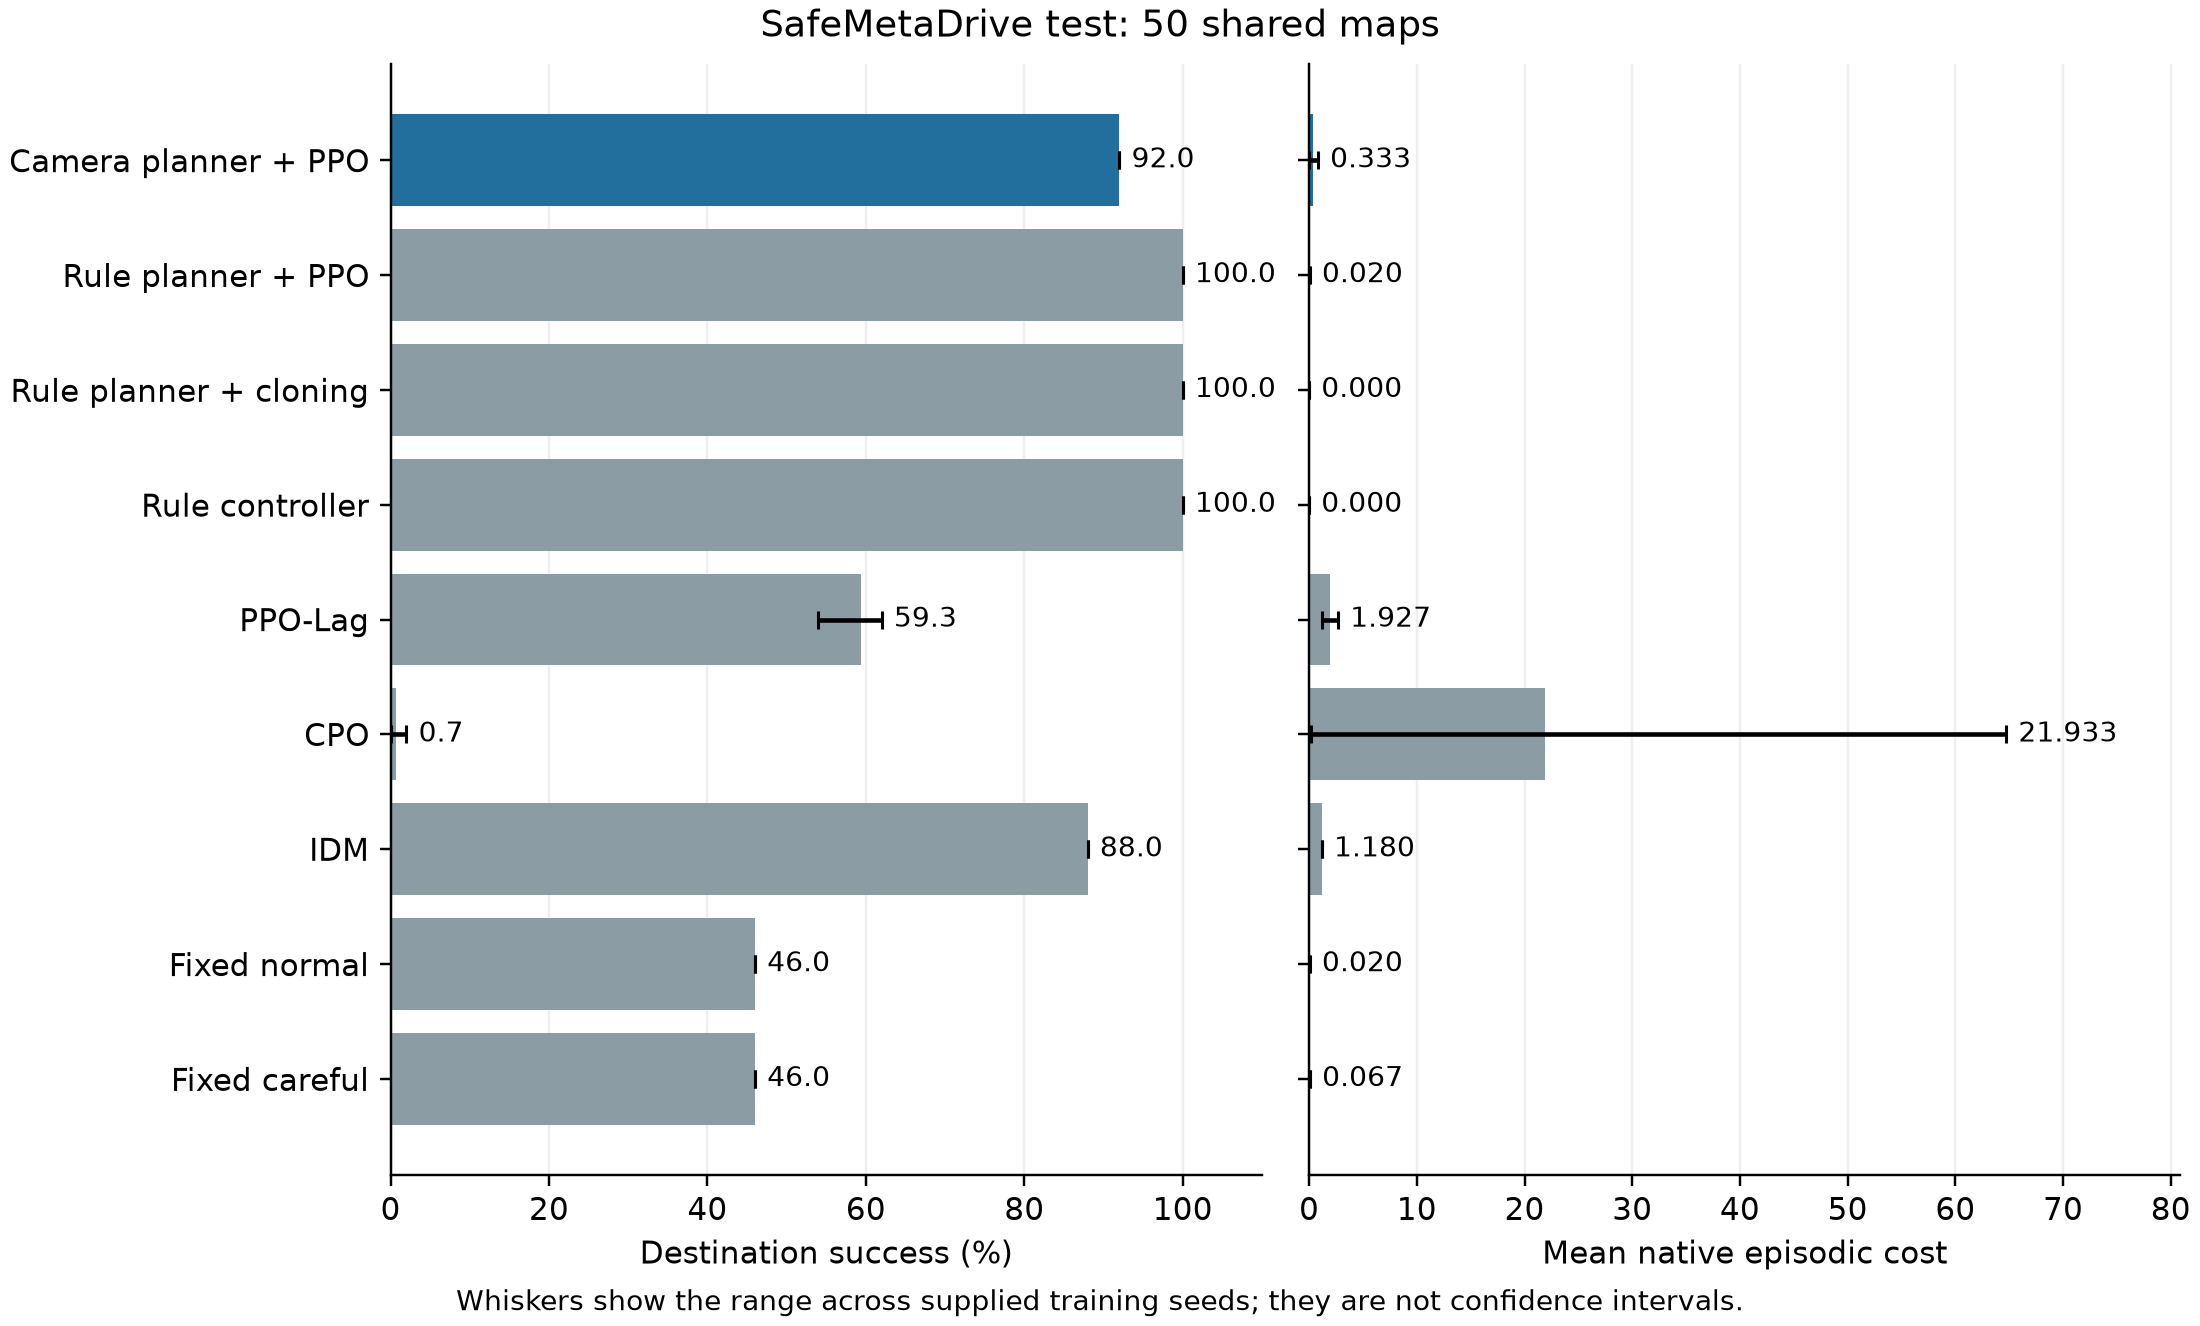 SafeMetaDrive test: 50 shared maps
Camera planner + PPO
92.0
0.333
Rule planner + PPO
100.0
0.020
Rule planner + cloning
100.0
0.000
Rule controller
100.0
0.000
PPO-Lag
59.3
1.927
CPO
0.7
21.933
IDM
88.0
1.180
Fixed normal
46.0
0.020
Fixed careful
46.0
0.067
0 20 40 60 80 100
0 10 20 30 40 50 60 70 80
Destination success (%)
Mean native episodic cost
Whiskers show the range across supplied training seeds; they are not confidence intervals.